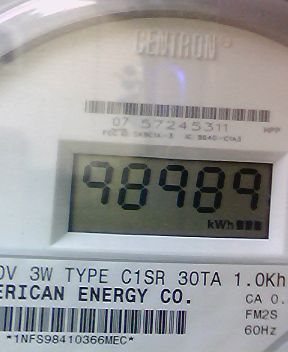 CENTRON®
07 57245311
HPP
98989
kWh
0V 3W TYPE C1SR 30TA 1.0Kh
ERICAN ENERGY CO.
CA 0.
FM2S
60Hz
*1NFS98410366MEC*